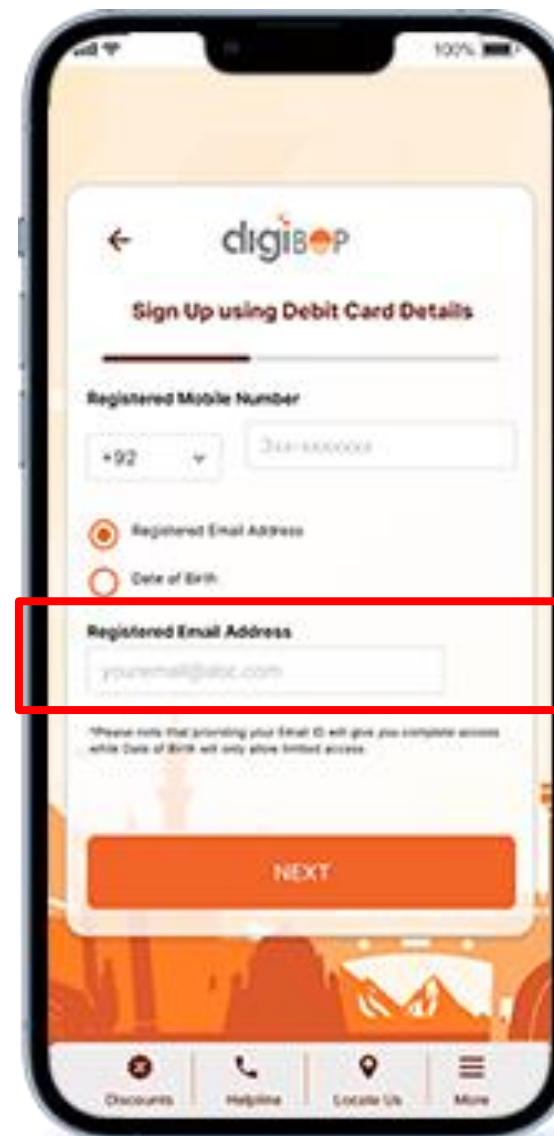 100%
digiBOP
Sign Up using Debit Card Details
Registered Mobile Number
+92
3xx-xxxxxxx
Registered Email Address
Date of Birth
Registered Email Address
youremail@abc.com
*Please note that providing your Email ID will give you complete access
while Date of Birth will only allow limited access.
NEXT
Discounts
Helpline
Locate Us
More